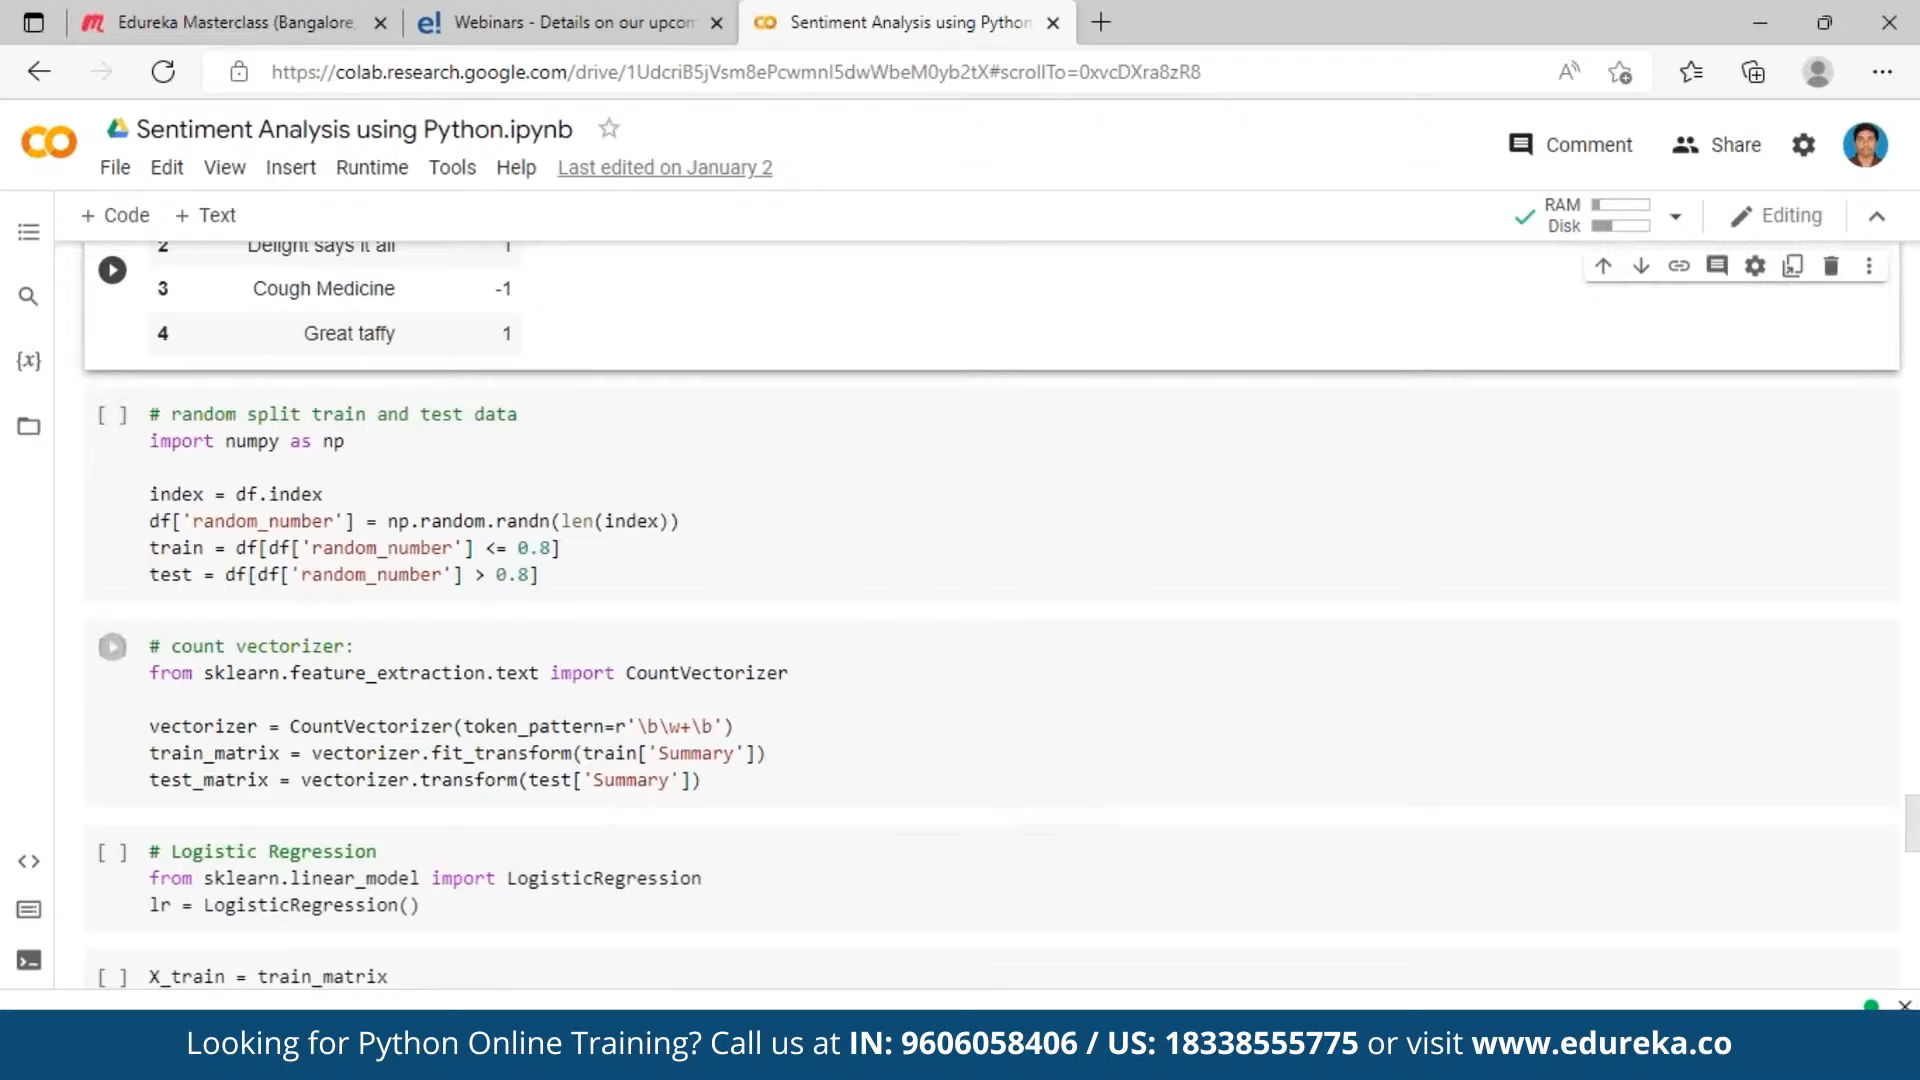 Edureka Masterclass (Bangalore,
Webinars - Details on our upcom
Sentiment Analysis using Python
https://colab.research.google.com/drive/1UdcriB5jVsm8ePcwmnl5dwWbeM0yb2tX#scrollTo=0xvcDXra8zR8
Sentiment Analysis using Python.ipynb
Comment
Share
File Edit View Insert Runtime Tools Help Last edited on January 2
+ Code + Text
RAM
Disk
Editing
2 Delight says it all 1
3 Cough Medicine -1
4 Great taffy 1
[ ] # random split train and test data
import numpy as np
index = df.index
df['random_number'] = np.random.randn(len(index))
train = df[df['random_number'] <= 0.8]
test = df[df['random_number'] > 0.8]
# count vectorizer:
from sklearn.feature_extraction.text import CountVectorizer
vectorizer = CountVectorizer(token_pattern=r'\b\w+\b')
train_matrix = vectorizer.fit_transform(train['Summary'])
test_matrix = vectorizer.transform(test['Summary'])
[ ] # Logistic Regression
from sklearn.linear_model import LogisticRegression
lr = LogisticRegression()
[ ] X_train = train_matrix
Looking for Python Online Training? Call us at IN: 9606058406 / US: 18338555775 or visit www.edureka.co